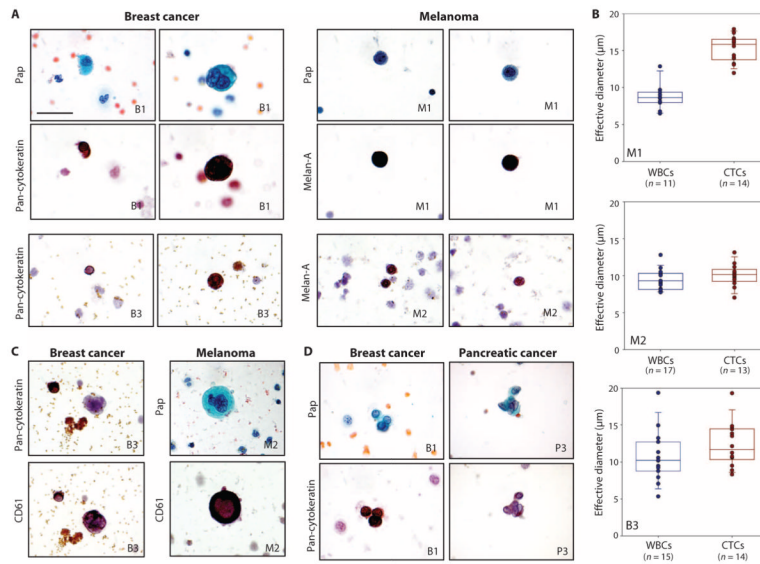 A
Breast cancer
Melanoma
Pap
B1
B1
M1
M1
Pan-cytokeratin
B1
B1
Melan-A
M1
M1
Pan-cytokeratin
B3
B3
Melan-A
M2
M2
B
Effective diameter (µm)
20
15
10
5
0
M1
WBCs
CTCs
(n = 11)
(n = 14)
Effective diameter (µm)
20
15
10
5
0
M2
WBCs
CTCs
(n = 17)
(n = 13)
Effective diameter (µm)
20
15
10
5
0
B3
WBCs
CTCs
(n = 15)
(n = 14)
C
Breast cancer
Melanoma
Pan-cytokeratin
B3
Pap
M2
CD61
B3
CD61
M2
D
Breast cancer
Pancreatic cancer
Pap
B1
P3
Pan-cytokeratin
B1
P3